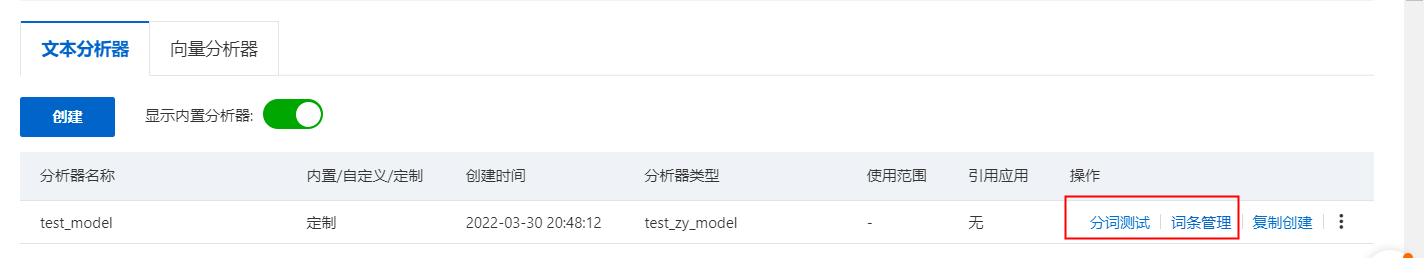 文本分析器 向量分析器
创建 显示内置分析器:
分析器名称 内置/自定义/定制 创建时间 分析器类型 使用范围 引用应用 操作
test_model 定制 2022-03-30 20:48:12 test_zy_model - 无 分词测试 词条管理 复制创建